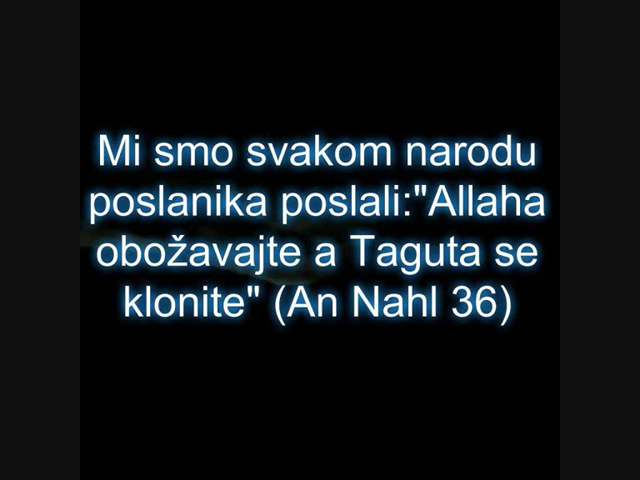 Mi smo svakom narodu
poslanika poslali:"Allaha
obožavajte a Taguta se
klonite" (An Nahl 36)